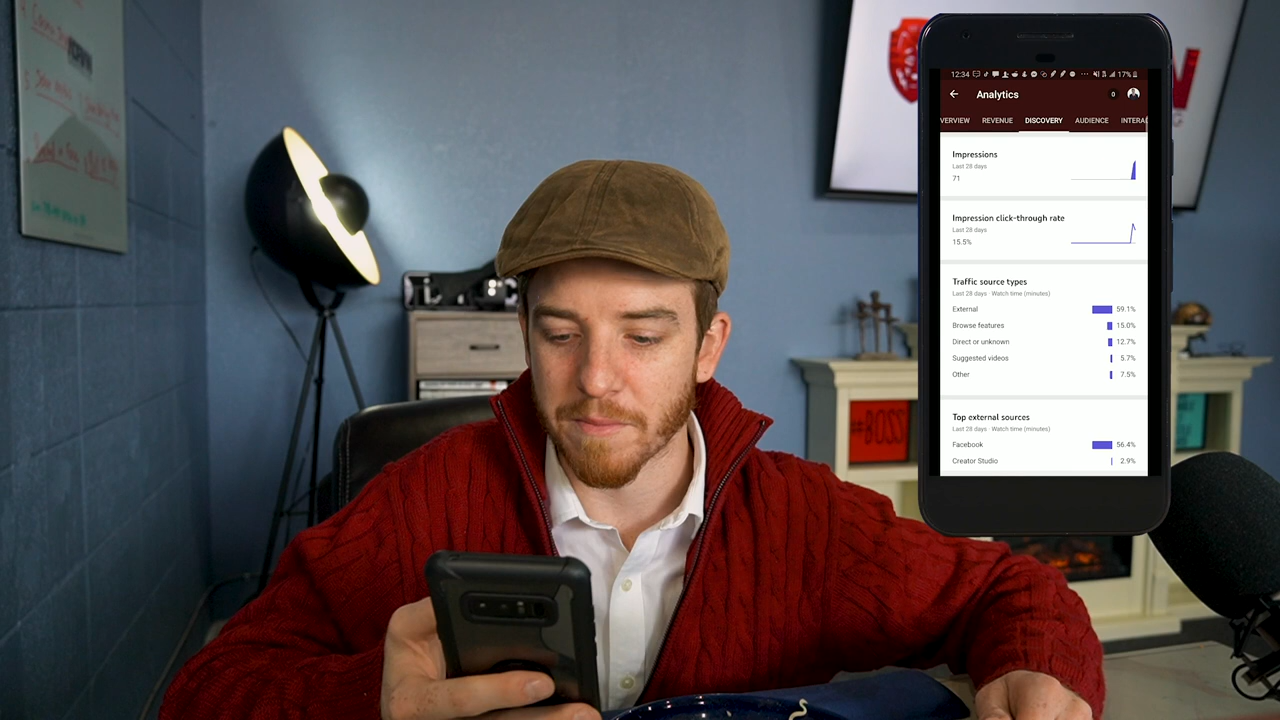 12:34 17%
Analytics 0
VERVIEW REVENUE DISCOVERY AUDIENCE INTERA
Impressions
Last 28 days
71
Impression click-through rate
Last 28 days
15.5%
Traffic source types
Last 28 days · Watch time (minutes)
External 59.1%
Browse features 15.0%
Direct or unknown 12.7%
Suggested videos 5.7%
Other 7.5%
Top external sources
Last 28 days · Watch time (minutes)
Facebook 56.4%
Creator Studio 2.9%
#BOSS